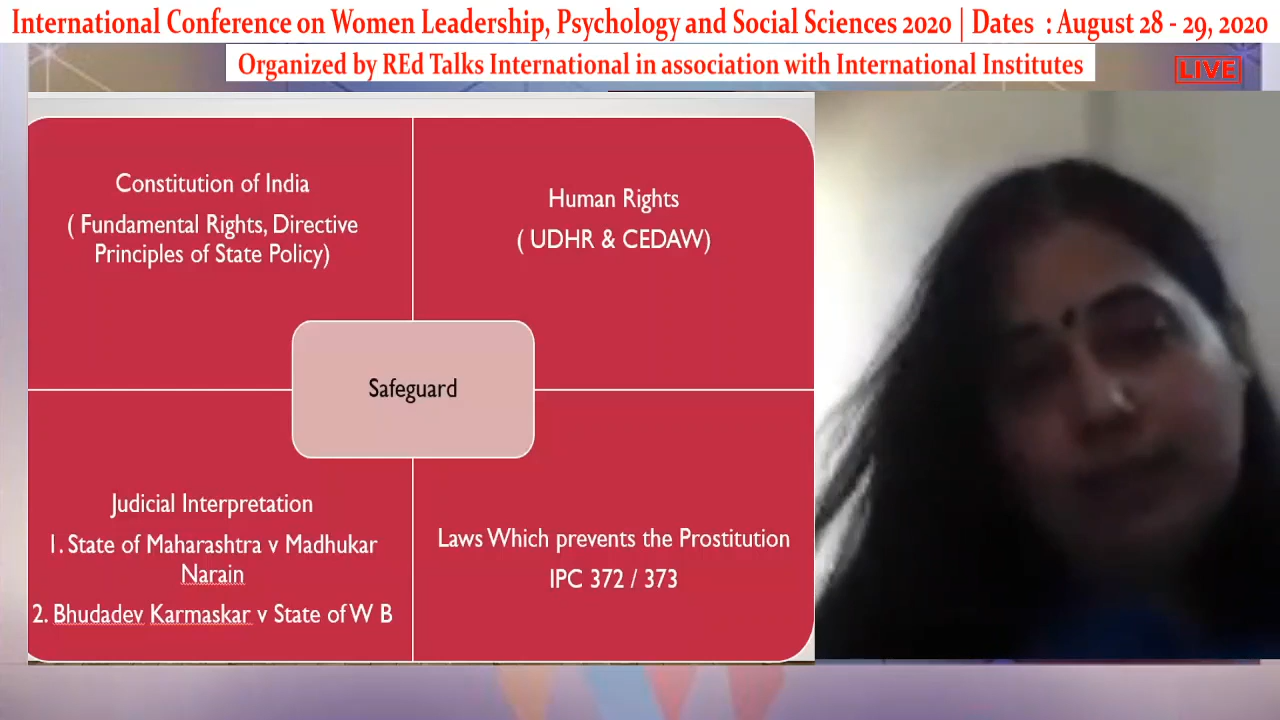 International Conference on Women Leadership, Psychology and Social Sciences 2020 | Dates : August 28 - 29, 2020
Organized by REd Talks International in association with International Institutes
LIVE
Constitution of India
( Fundamental Rights, Directive
Principles of State Policy)
Human Rights
( UDHR & CEDAW)
Safeguard
Judicial Interpretation
1. State of Maharashtra v Madhukar
Narain
2. Bhudadev Karmaskar v State of W B
Laws Which prevents the Prostitution
IPC 372 / 373